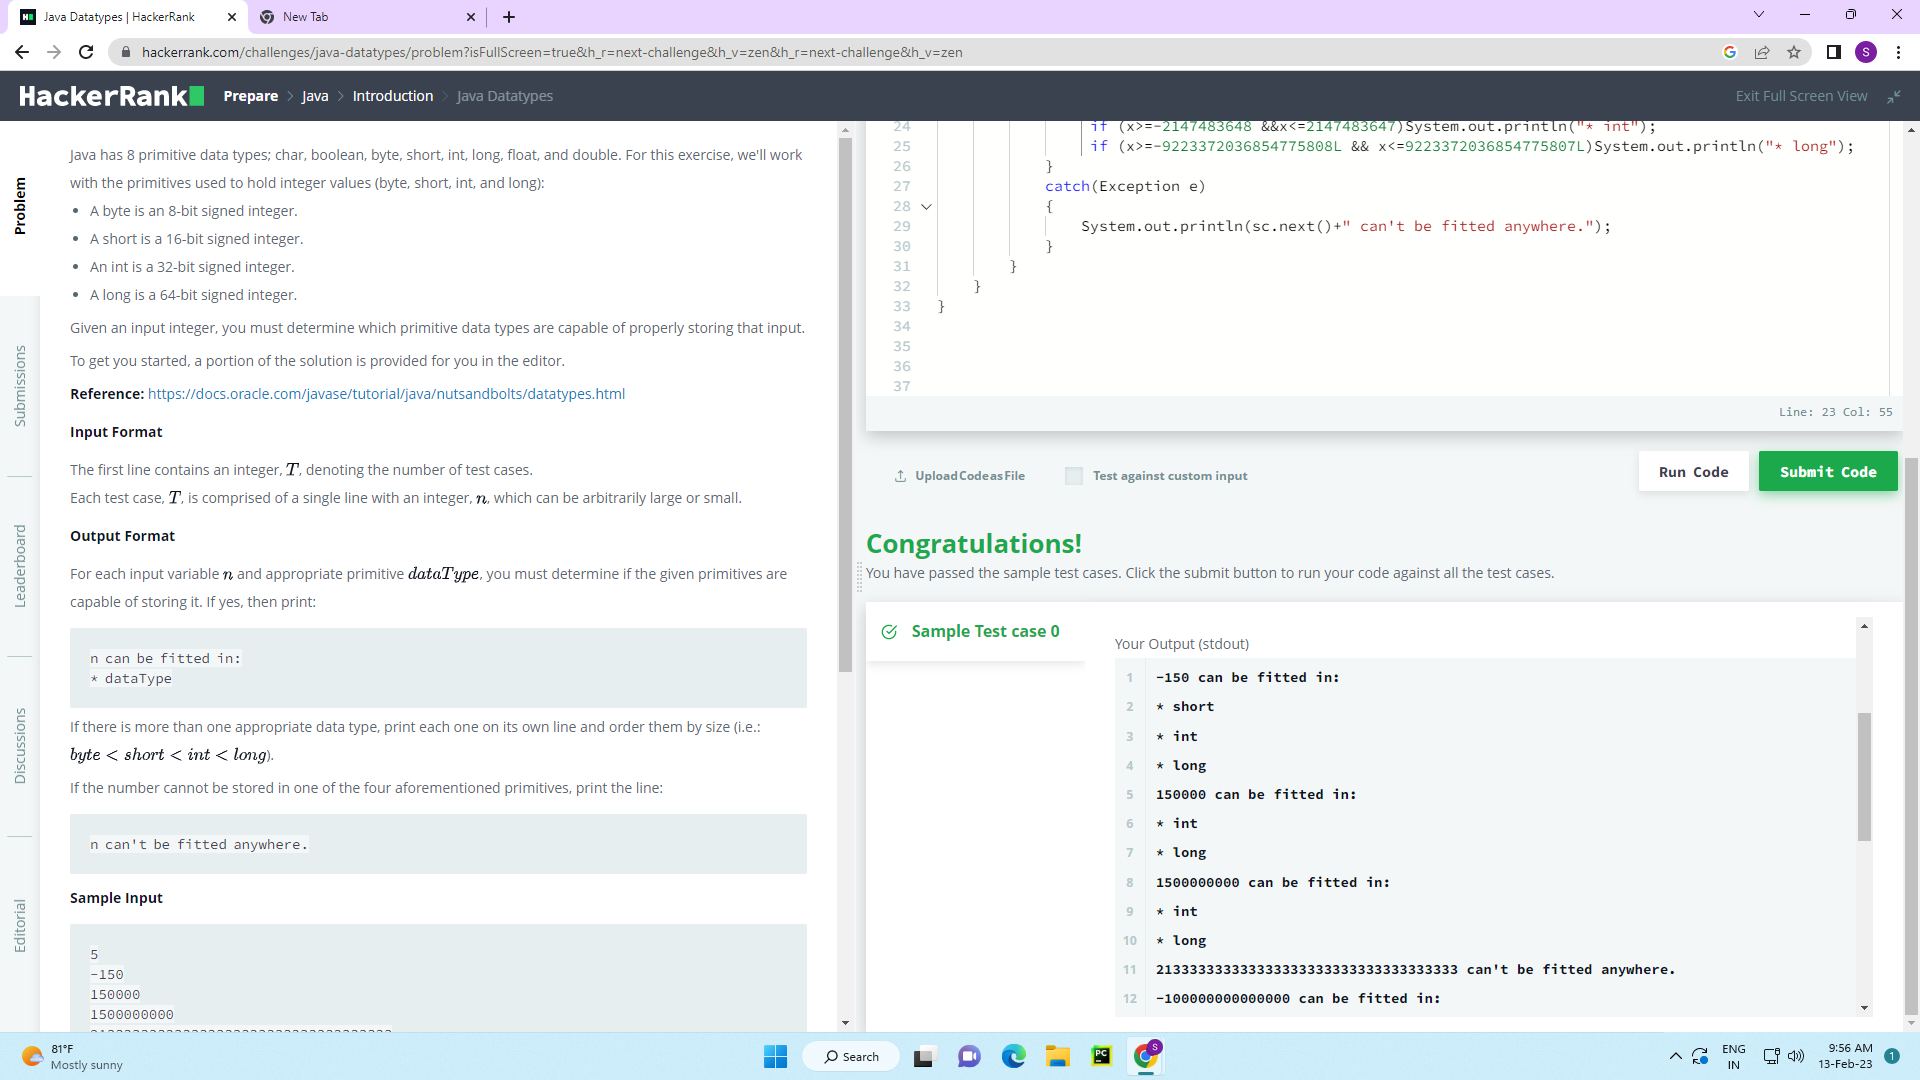 Java Datatypes | HackerRank
New Tab
hackerrank.com/challenges/java-datatypes/problem?isFullScreen=true&h_r=next-challenge&h_v=zen&h_r=next-challenge&h_v=zen
S
HackerRank
Prepare > Java > Introduction > Java Datatypes
Exit Full Screen View
Problem
Submissions
Leaderboard
Discussions
Editorial
Java has 8 primitive data types; char, boolean, byte, short, int, long, float, and double. For this exercise, we'll work
with the primitives used to hold integer values (byte, short, int, and long):
• A byte is an 8-bit signed integer.
• A short is a 16-bit signed integer.
• An int is a 32-bit signed integer.
• A long is a 64-bit signed integer.
Given an input integer, you must determine which primitive data types are capable of properly storing that input.
To get you started, a portion of the solution is provided for you in the editor.
Reference: https://docs.oracle.com/javase/tutorial/java/nutsandbolts/datatypes.html
Input Format
The first line contains an integer, T, denoting the number of test cases.
Each test case, T, is comprised of a single line with an integer, n, which can be arbitrarily large or small.
Output Format
For each input variable n and appropriate primitive dataType, you must determine if the given primitives are
capable of storing it. If yes, then print:
n can be fitted in:
* dataType
If there is more than one appropriate data type, print each one on its own line and order them by size (i.e.:
byte < short < int < long).
If the number cannot be stored in one of the four aforementioned primitives, print the line:
n can't be fitted anywhere.
Sample Input
5
-150
150000
1500000000
24 if (x>=-2147483648 &&x<=2147483647)System.out.println("* int");
25 if (x>=-9223372036854775808L && x<=9223372036854775807L)System.out.println("* long");
26 }
27 catch(Exception e)
28 {
29 System.out.println(sc.next()+" can't be fitted anywhere.");
30 }
31 }
32 }
33 }
34
35
36
37
Line: 23 Col: 55
Upload Code as File
Test against custom input
Run Code
Submit Code
Congratulations!
You have passed the sample test cases. Click the submit button to run your code against all the test cases.
Sample Test case 0
Your Output (stdout)
1 -150 can be fitted in:
2 * short
3 * int
4 * long
5 150000 can be fitted in:
6 * int
7 * long
8 1500000000 can be fitted in:
9 * int
10 * long
11 213333333333333333333333333333333333 can't be fitted anywhere.
12 -100000000000000 can be fitted in:
81°F
Mostly sunny
Search
PC
S
ENG
IN
9:56 AM
13-Feb-23
1